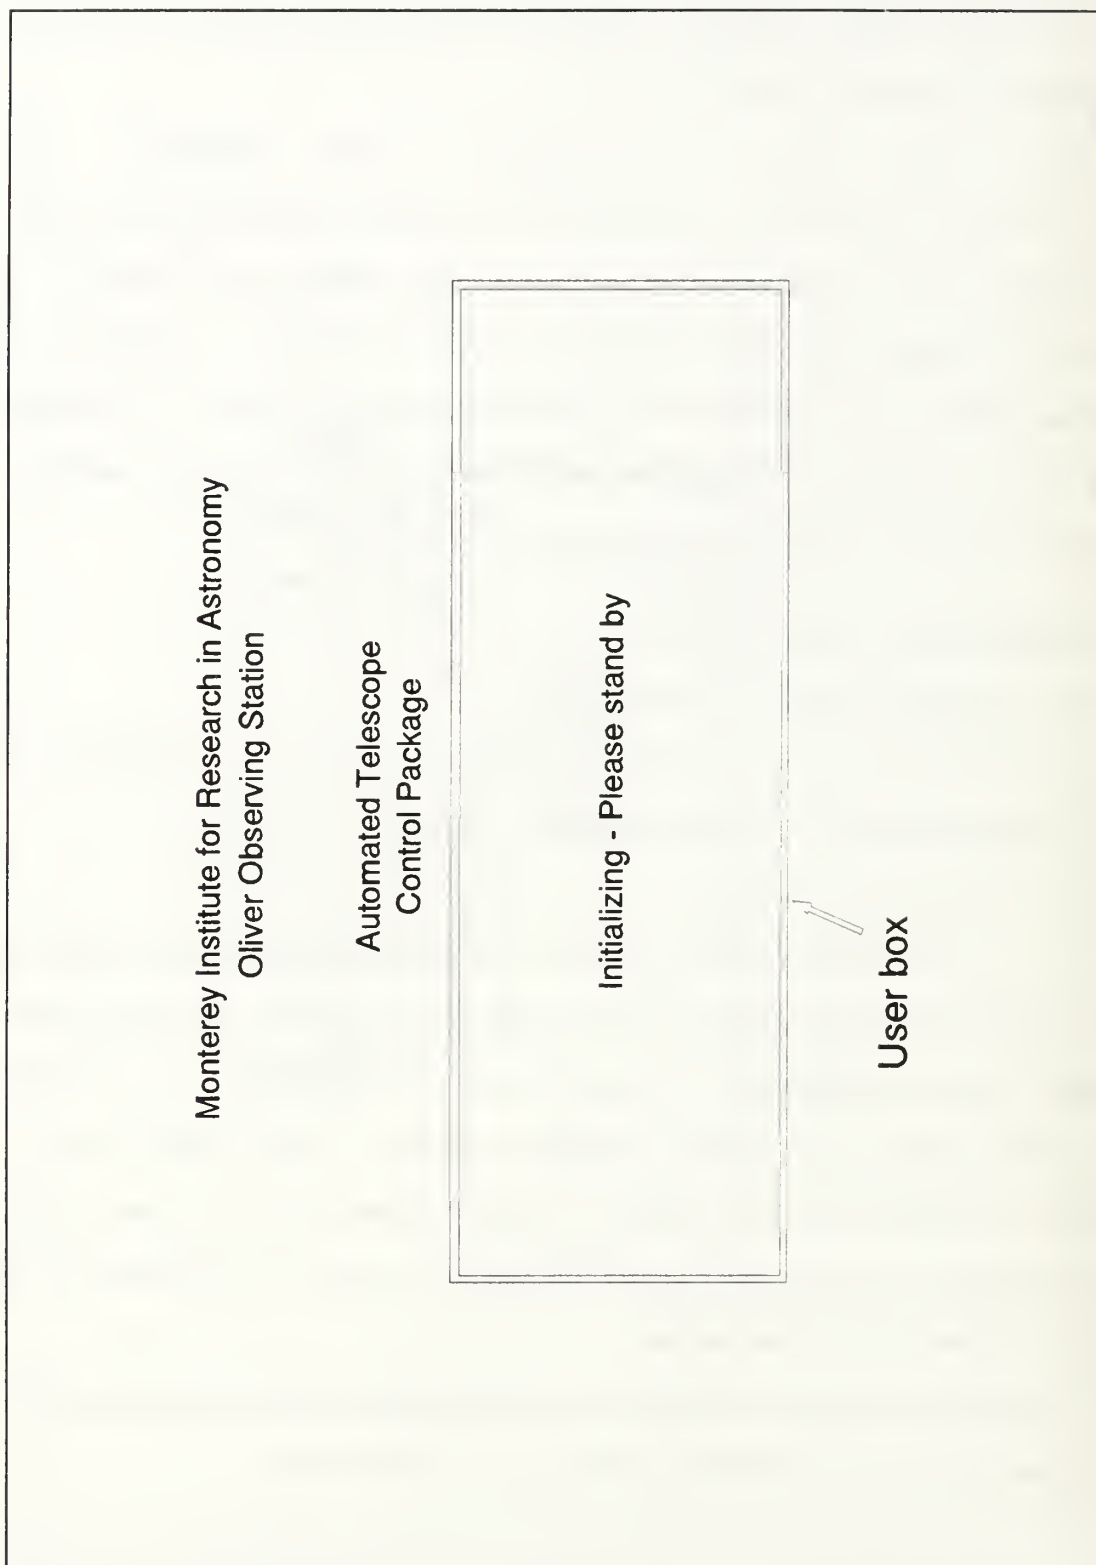 Monterey Institute for Research in Astronomy
Oliver Observing Station
Automated Telescope
Control Package
Initializing - Please stand by
User box